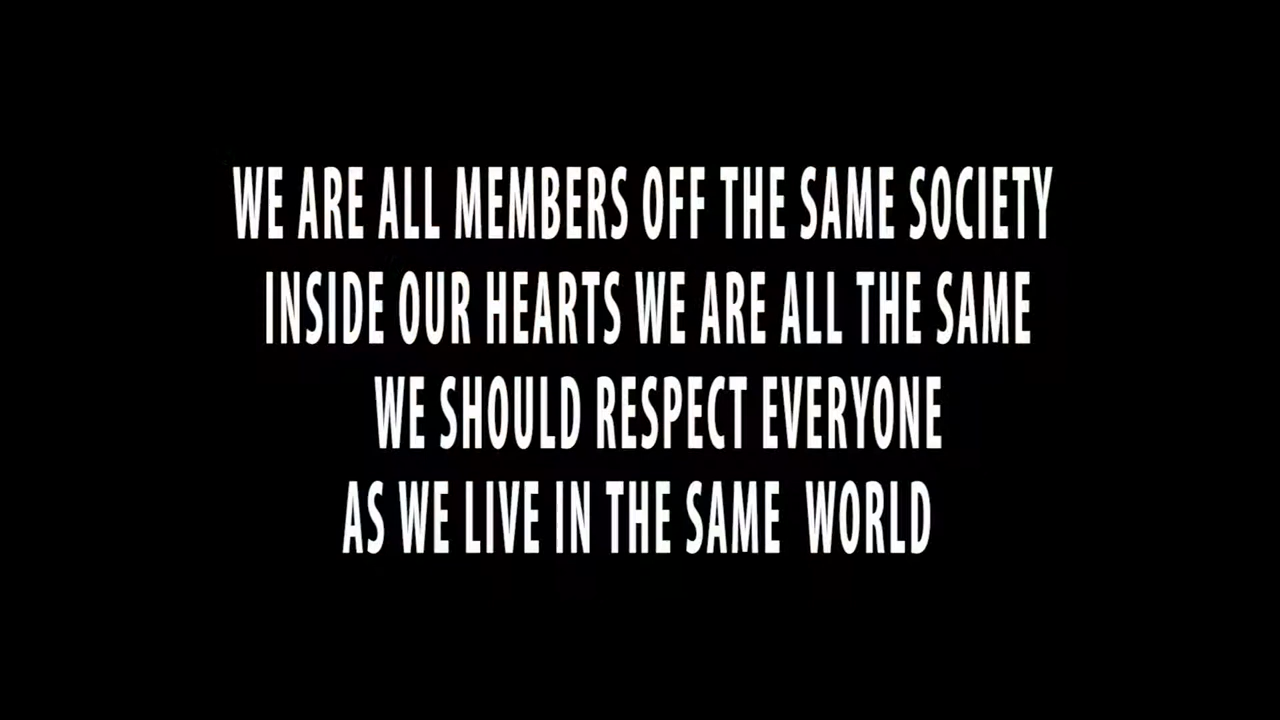 WE ARE ALL MEMBERS OFF THE SAME SOCIETY
INSIDE OUR HEARTS WE ARE ALL THE SAME
WE SHOULD RESPECT EVERYONE
AS WE LIVE IN THE SAME WORLD